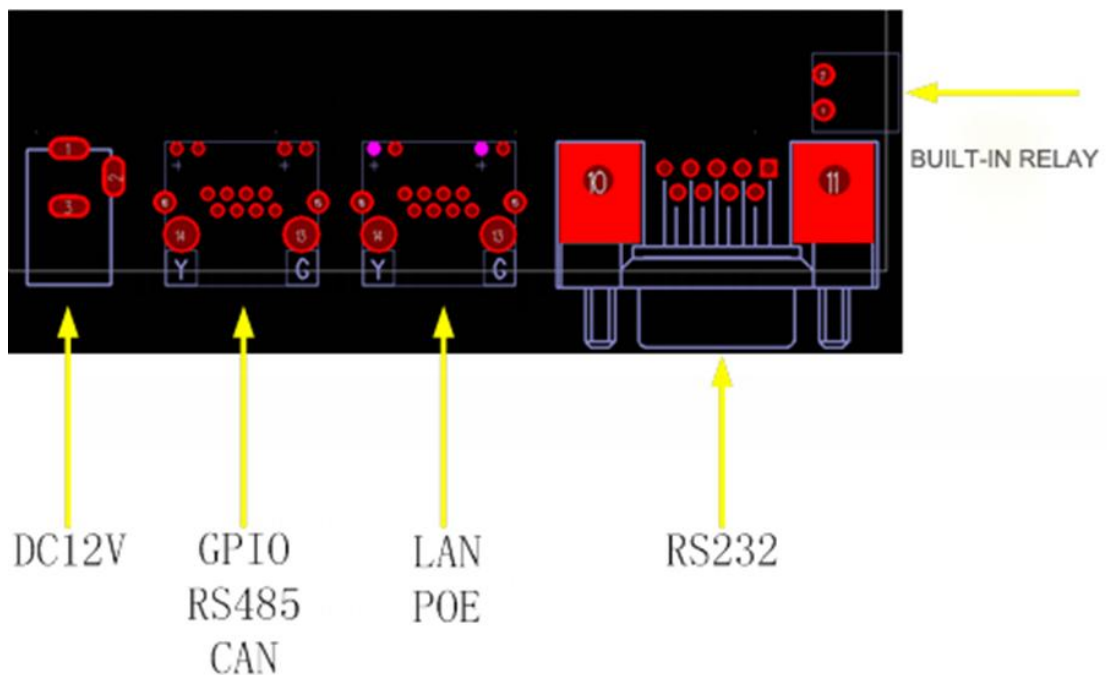 1
2
3
14
13
Y
G
14
13
Y
G
10
11
BUILT-IN RELAY
DC12V
GPIO
RS485
CAN
LAN
POE
RS232